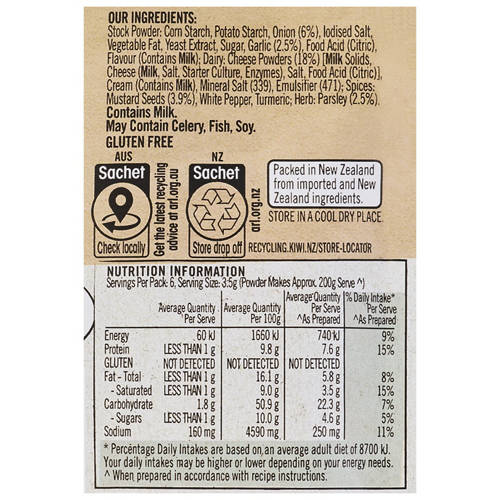 OUR INGREDIENTS:
Stock Powder: Corn Starch, Potato Starch, Onion (6%), Iodised Salt,
Vegetable Fat, Yeast Extract, Sugar, Garlic (2.5%), Food Acid (Citric),
Flavour (Contains Milk); Dairy: Cheese Powders (18%) [Milk Solids,
Cheese (Milk, Salt, Starter Culture, Enzymes), Salt, Food Acid (Citric)],
Cream (Contains Milk), Mineral Salt (339), Emulsifier (471); Spices:
Mustard Seeds (3.9%), White Pepper, Turmeric; Herb: Parsley (2.5%).
Contains Milk.
May Contain Celery, Fish, Soy.
GLUTEN FREE
AUS
Sachet
Check locally
Get the latest recycling
advice at arl.org.au
NZ
Sachet
Store drop off
arl.org.nz
Packed in New Zealand
from imported and New Zealand
ingredients.
STORE IN A COOL DRY PLACE.
RECYCLING.KIWI.NZ/STORE-LOCATOR
NUTRITION INFORMATION
Servings Per Pack: 6, Serving Size: 3.5g (Powder Makes Approx. 200g Serve ^)
Average Quantity Per Serve | Average Quantity Per 100g | Average Quantity Per Serve ^As Prepared | % Daily Intake* Per Serve ^As Prepared
Energy 60 kJ 1660 kJ 740 kJ 9%
Protein LESS THAN 1 g 9.8 g 7.6 g 15%
GLUTEN NOT DETECTED NOT DETECTED NOT DETECTED
Fat - Total LESS THAN 1 g 16.1 g 5.8 g 8%
- Saturated LESS THAN 1 g 9.0 g 3.5 g 15%
Carbohydrate 1.8 g 50.9 g 22.3 g 7%
- Sugars LESS THAN 1 g 10.0 g 4.6 g 5%
Sodium 160 mg 4590 mg 250 mg 11%
* Percentage Daily Intakes are based on an average adult diet of 8700 kJ.
Your daily intakes may be higher or lower depending on your energy needs.
^ When prepared in accordance with recipe instructions.